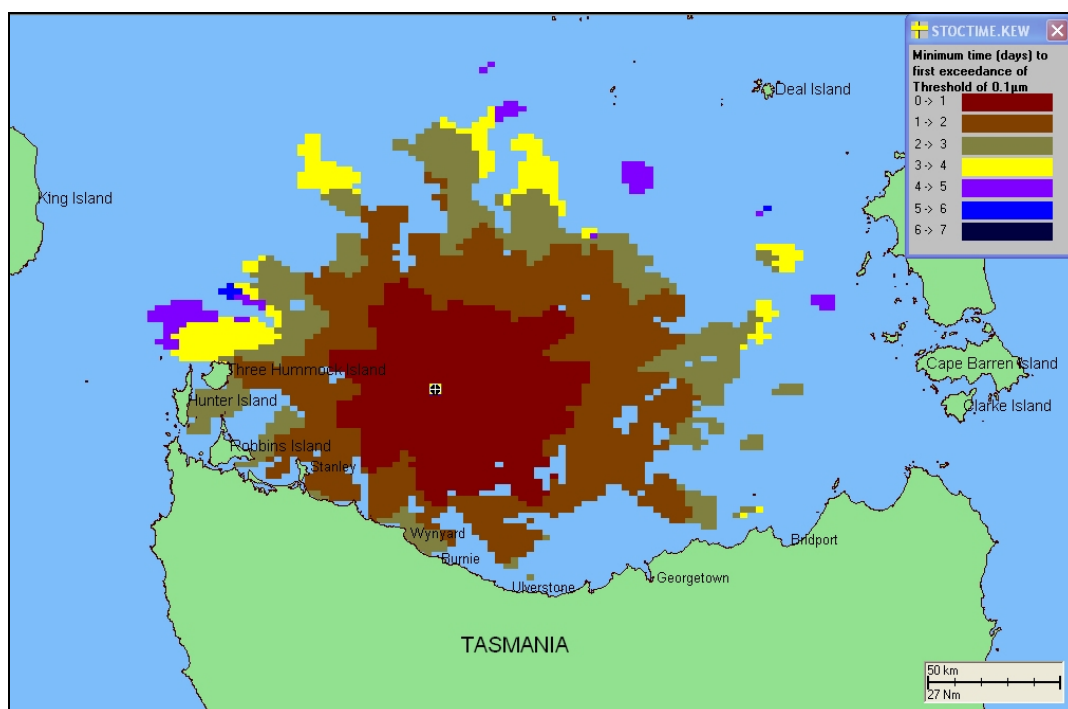 STOCTIME.KEW
Minimum time (days) to
first exceedance of
Threshold of 0.1µm
0 -> 1
1 -> 2
2 -> 3
3 -> 4
4 -> 5
5 -> 6
6 -> 7
Deal Island
King Island
Three Hummock Island
Cape Barren Island
Hunter Island
Clarke Island
Robbins Island
Stanley
Wynyard
Bridport
Burnie
Georgetown
Ulverstone
TASMANIA
50 km
27 Nm